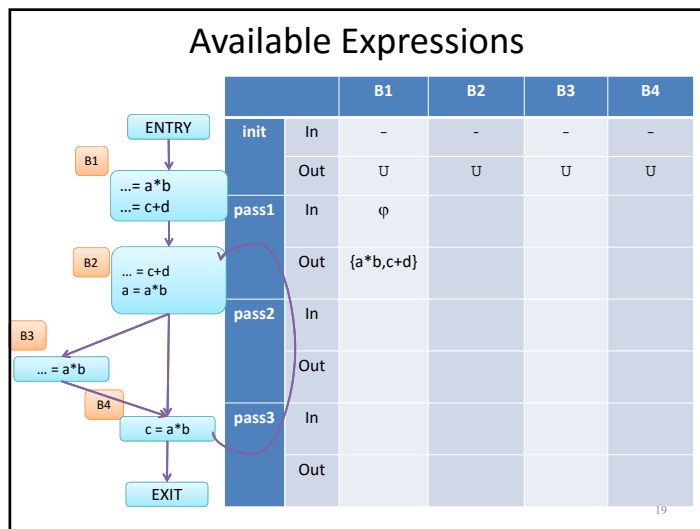 Available Expressions
B1 B2 B3 B4
ENTRY
init In - - - -
Out U U U U
B1
...= a*b
...= c+d
pass1 In φ
B2
... = c+d
a = a*b
Out {a*b,c+d}
pass2 In
B3
... = a*b
Out
B4
c = a*b
pass3 In
Out
EXIT
19